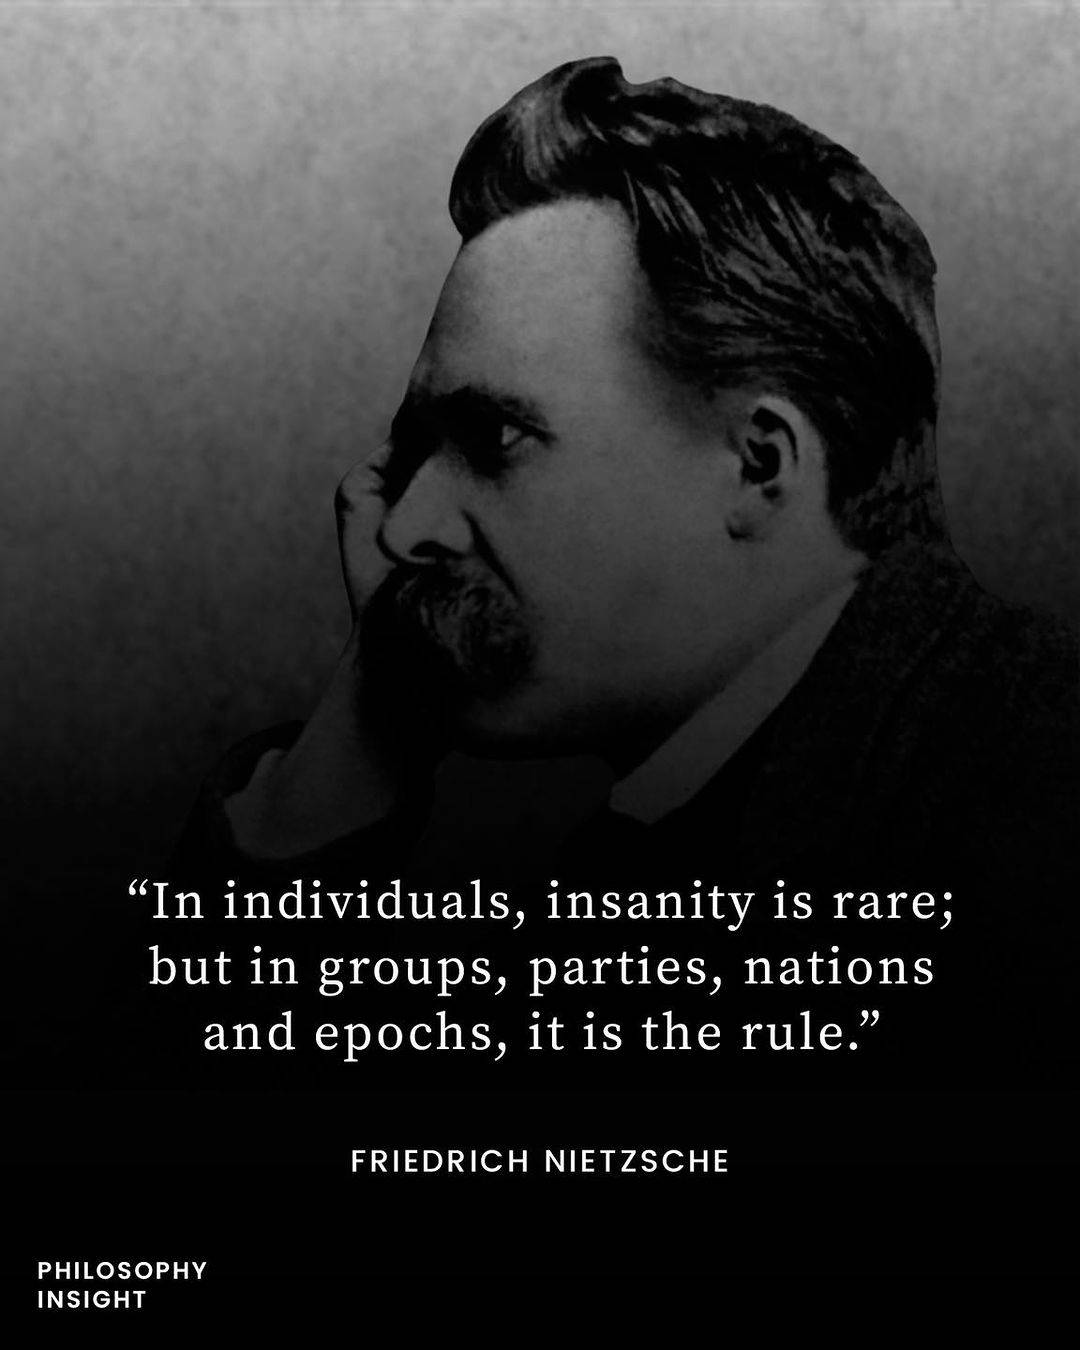 “In individuals, insanity is rare;
but in groups, parties, nations
and epochs, it is the rule.”
FRIEDRICH NIETZSCHE
PHILOSOPHY
INSIGHT